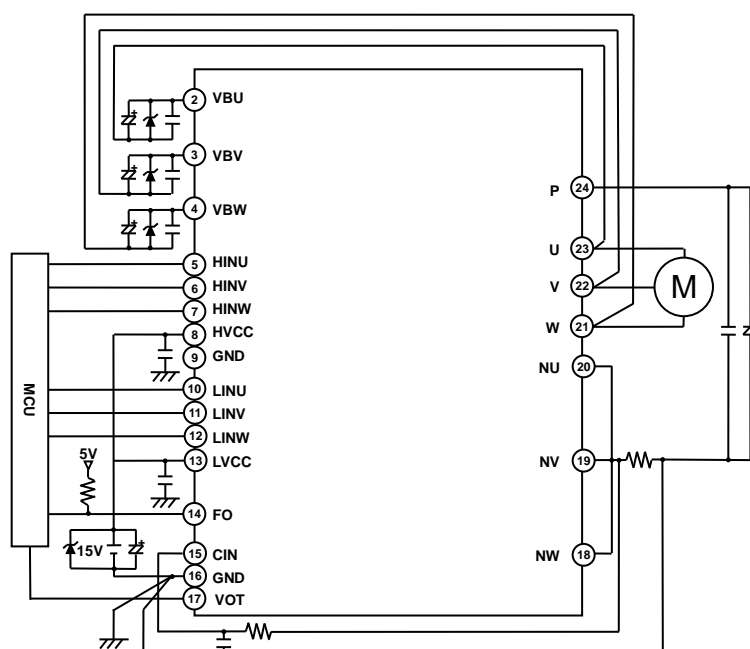 2 VBU
3 VBV
4 VBW
5 HINU
6 HINV
7 HINW
8 HVCC
9 GND
10 LINU
11 LINV
12 LINW
13 LVCC
14 FO
15 CIN
16 GND
17 VOT
MCU
5V
+
+
+
15V
+
P 24
U 23
V 22
W 21
NU 20
NV 19
NW 18
M